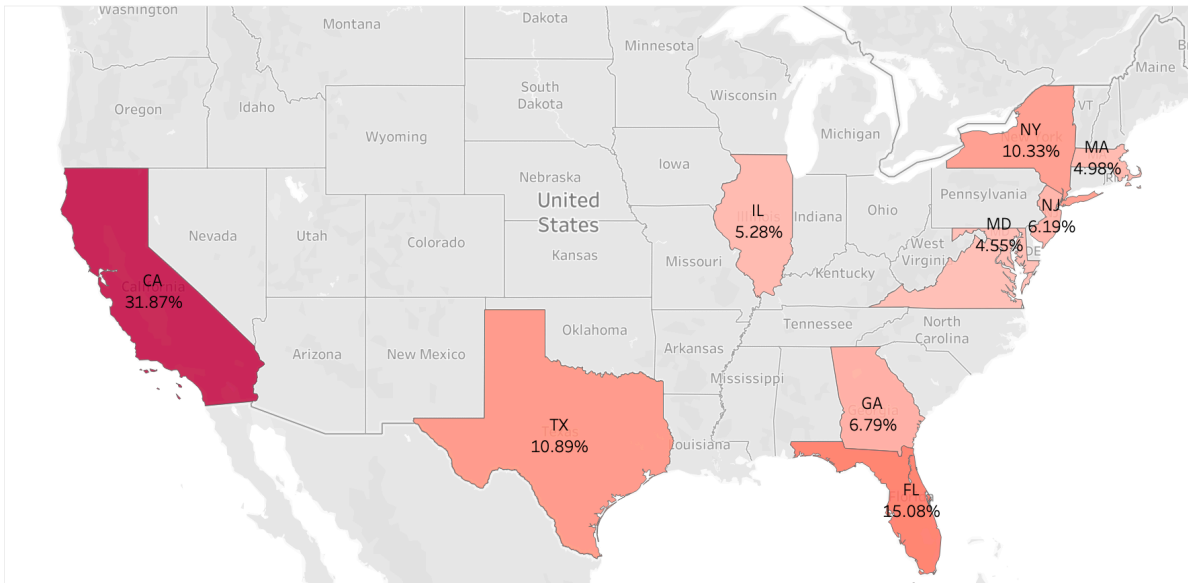 Washington
Montana
Dakota
Minnesota
Maine
Oregon
Idaho
South
Dakota
Wisconsin
Michigan
VT
NY
10.33%
MA
4.98%
RI
Wyoming
Iowa
Nebraska
Pennsylvania
NJ
6.19%
United
States
IL
5.28%
Indiana
Ohio
MD
4.55%
DE
Nevada
Utah
Colorado
Kansas
Missouri
West
Virginia
Kentucky
CA
California
31.87%
Arizona
New Mexico
Oklahoma
Arkansas
Tennessee
North
Carolina
Mississippi
TX
10.89%
Louisiana
GA
Georgia
6.79%
FL
15.08%